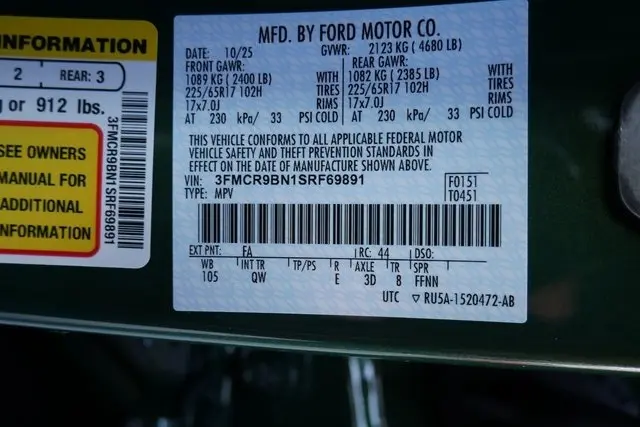 INFORMATION
2 REAR: 3
or 912 lbs.
SEE OWNERS
MANUAL FOR
ADDITIONAL
INFORMATION
3FMCR9BN1SRF69891
MFD. BY FORD MOTOR CO.
DATE: 10/25 GVWR: 2123 KG ( 4680 LB)
FRONT GAWR: REAR GAWR:
1089 KG ( 2400 LB) WITH 1082 KG ( 2385 LB) WITH
225/65R17 102H TIRES 225/65R17 102H TIRES
17x7.0J RIMS 17x7.0J RIMS
AT 230 kPa/ 33 PSI COLD AT 230 kPa/ 33 PSI COLD
THIS VEHICLE CONFORMS TO ALL APPLICABLE FEDERAL MOTOR
VEHICLE SAFETY AND THEFT PREVENTION STANDARDS IN
EFFECT ON THE DATE OF MANUFACTURE SHOWN ABOVE.
VIN: 3FMCR9BN1SRF69891 F0151
TYPE: MPV T0451
EXT PNT: FA RC: 44 DSO:
WB INT TR TP/PS R AXLE TR SPR
105 QW E 3D 8 FFNN
UTC ▽ RU5A-1520472-AB